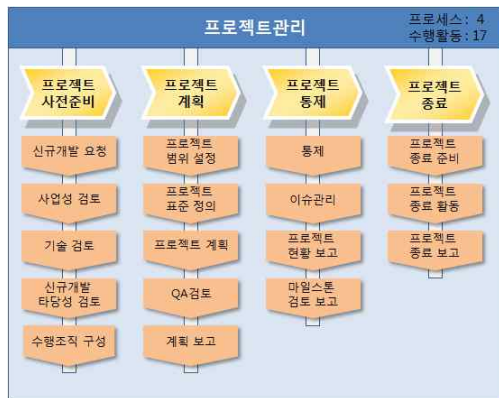 프로젝트관리
프로세스: 4
수행활동: 17
프로젝트
사전준비
신규개발 요청
사업성 검토
기술 검토
신규개발
타당성 검토
수행조직 구성
프로젝트
계획
프로젝트
범위 설정
프로젝트
표준 정의
프로젝트 계획
QA검토
계획 보고
프로젝트
통제
통제
이슈관리
프로젝트
현황 보고
마일스톤
검토 보고
프로젝트
종료
프로젝트
종료 준비
프로젝트
종료 활동
프로젝트
종료 보고